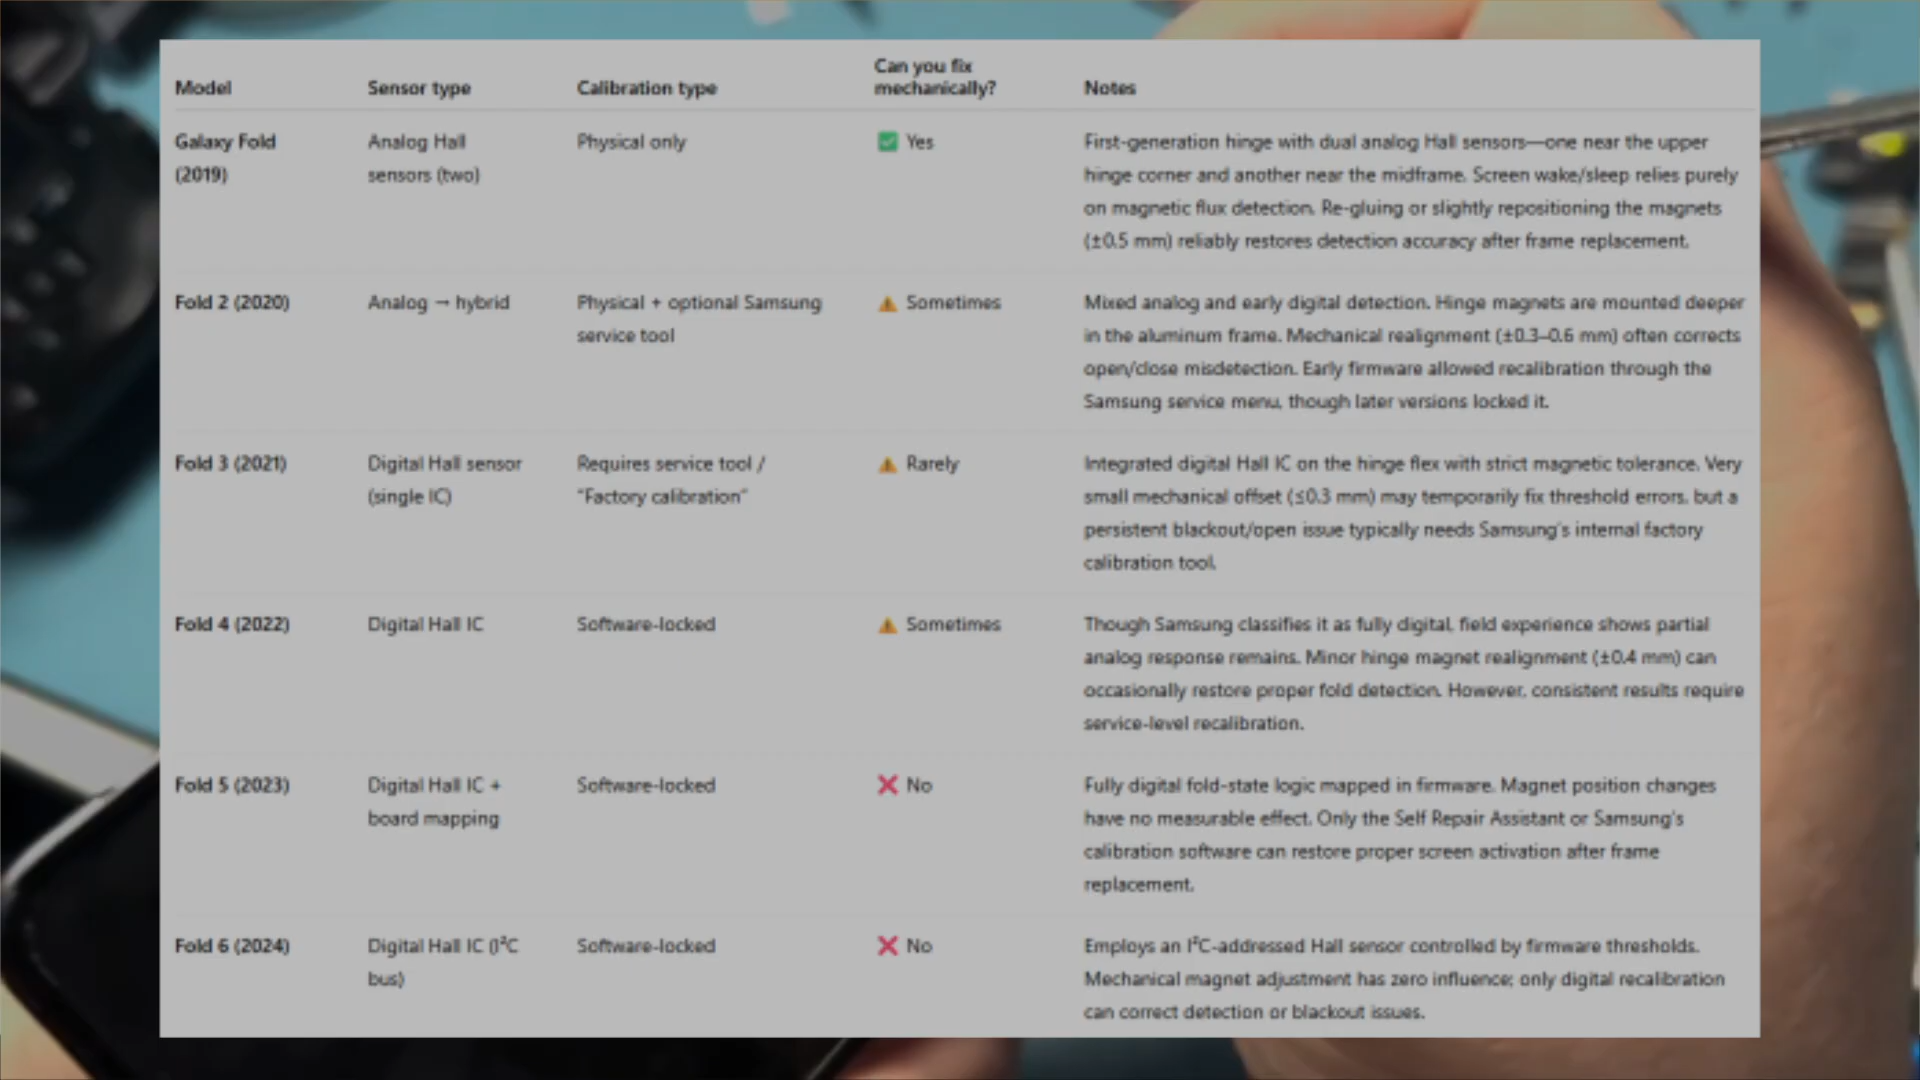 Model Sensor type Calibration type Can you fix mechanically? Notes
Galaxy Fold Analog Hall Physical only ✅ Yes First-generation hinge with dual analog Hall sensors—one near the upper
(2019) sensors (two) hinge corner and another near the midframe. Screen wake/sleep relies purely
on magnetic flux detection. Re-gluing or slightly repositioning the magnets
(±0.5 mm) reliably restores detection accuracy after frame replacement.
Fold 2 (2020) Analog → hybrid Physical + optional Samsung ⚠️ Sometimes Mixed analog and early digital detection. Hinge magnets are mounted deeper
service tool in the aluminum frame. Mechanical realignment (±0.3–0.6 mm) often corrects
open/close misdetection. Early firmware allowed recalibration through the
Samsung service menu, though later versions locked it.
Fold 3 (2021) Digital Hall sensor Requires service tool / ⚠️ Rarely Integrated digital Hall IC on the hinge flex with strict magnetic tolerance. Very
(single IC) "Factory calibration" small mechanical offset (≤0.3 mm) may temporarily fix threshold errors, but a
persistent blackout/open issue typically needs Samsung's internal factory
calibration tool.
Fold 4 (2022) Digital Hall IC Software-locked ⚠️ Sometimes Though Samsung classifies it as fully digital, field experience shows partial
analog response remains. Minor hinge magnet realignment (±0.4 mm) can
occasionally restore proper fold detection. However, consistent results require
service-level recalibration.
Fold 5 (2023) Digital Hall IC + Software-locked ❌ No Fully digital fold-state logic mapped in firmware. Magnet position changes
board mapping have no measurable effect. Only the Self Repair Assistant or Samsung's
calibration software can restore proper screen activation after frame
replacement.
Fold 6 (2024) Digital Hall IC (I²C Software-locked ❌ No Employs an I²C-addressed Hall sensor controlled by firmware thresholds.
bus) Mechanical magnet adjustment has zero influence; only digital recalibration
can correct detection or blackout issues.